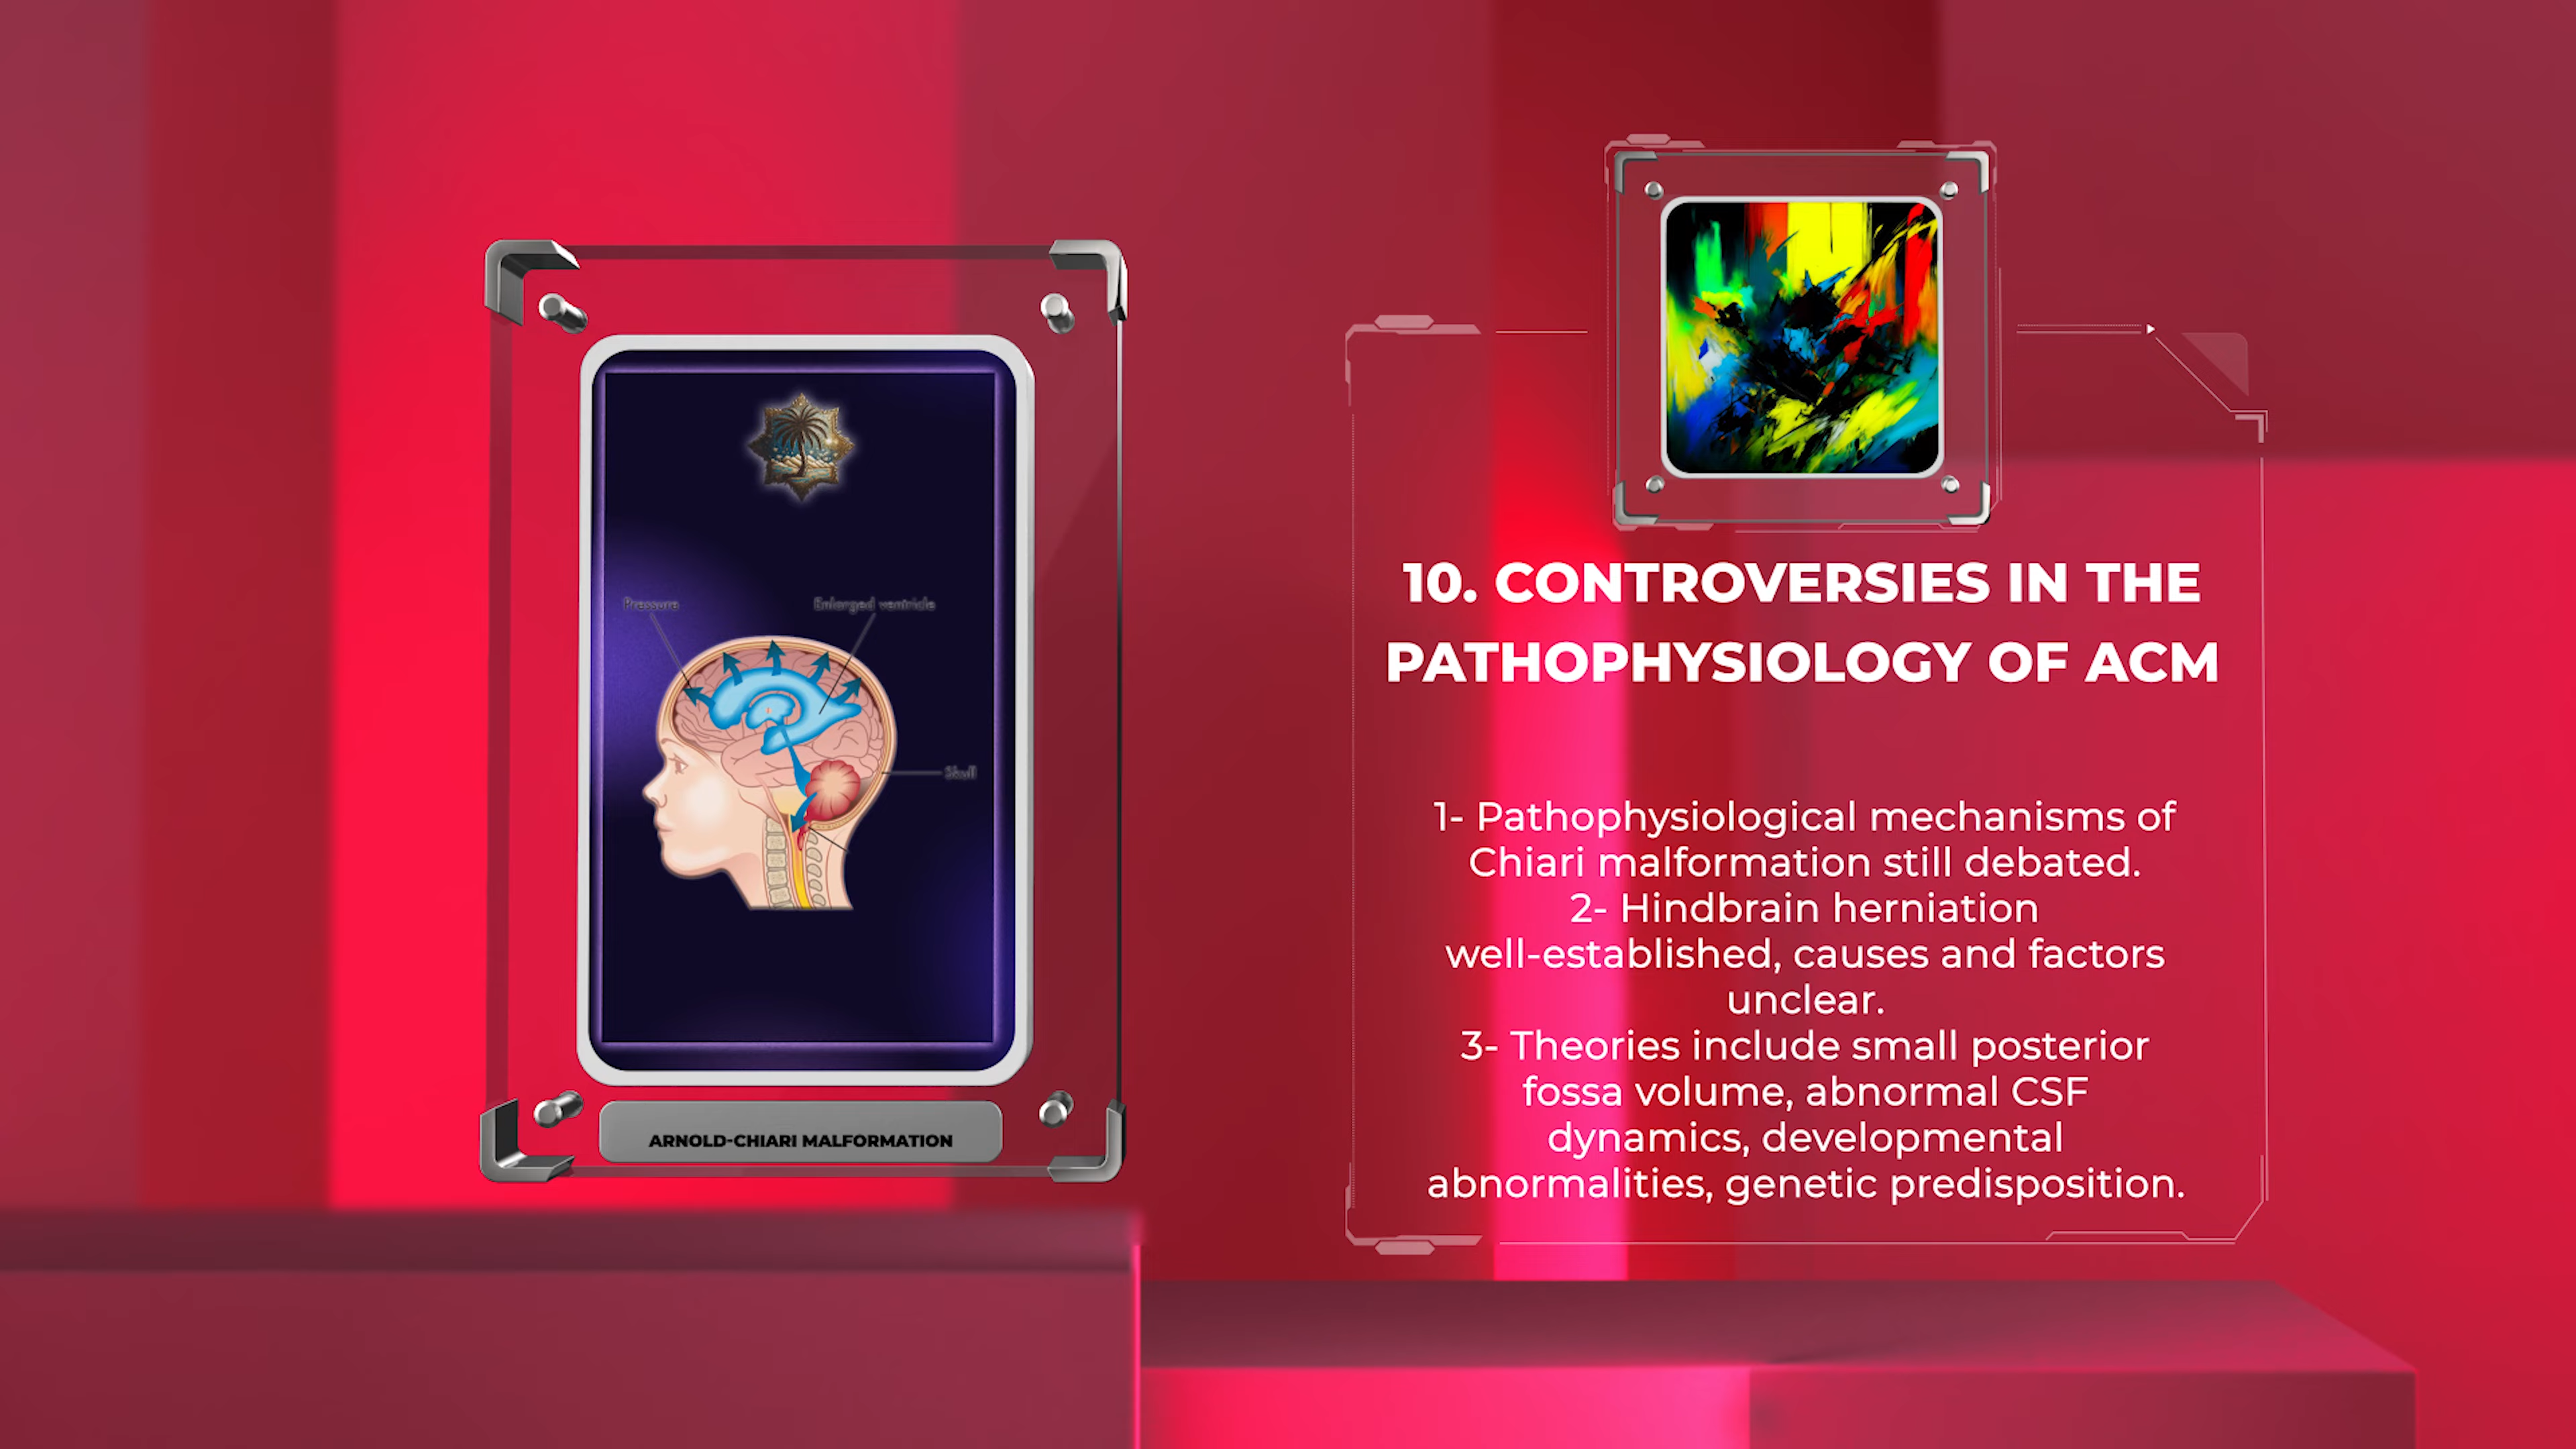 Pressure
Enlarged ventricle
Skull
ARNOLD-CHIARI MALFORMATION
10. CONTROVERSIES IN THE
PATHOPHYSIOLOGY OF ACM
1- Pathophysiological mechanisms of
Chiari malformation still debated.
2- Hindbrain herniation
well-established, causes and factors
unclear.
3- Theories include small posterior
fossa volume, abnormal CSF
dynamics, developmental
abnormalities, genetic predisposition.